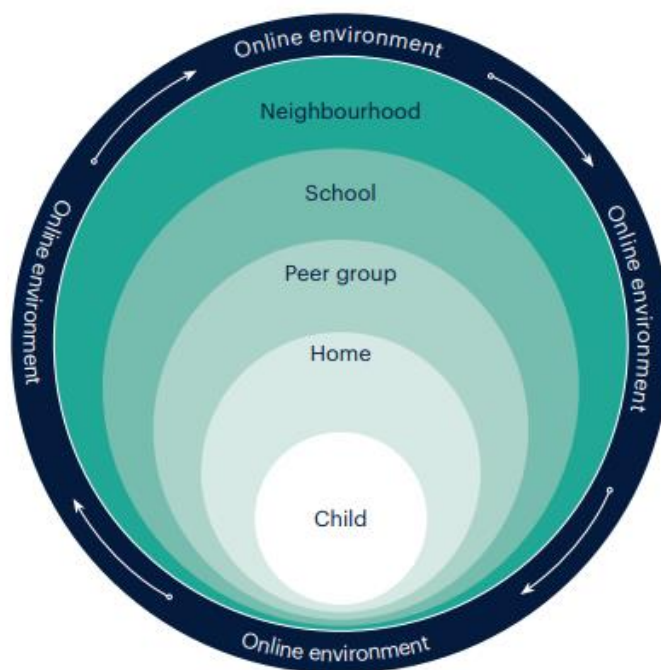 Online environment
Neighbourhood
School
Peer group
Home
Child
Online environment
Online environment
Online environment